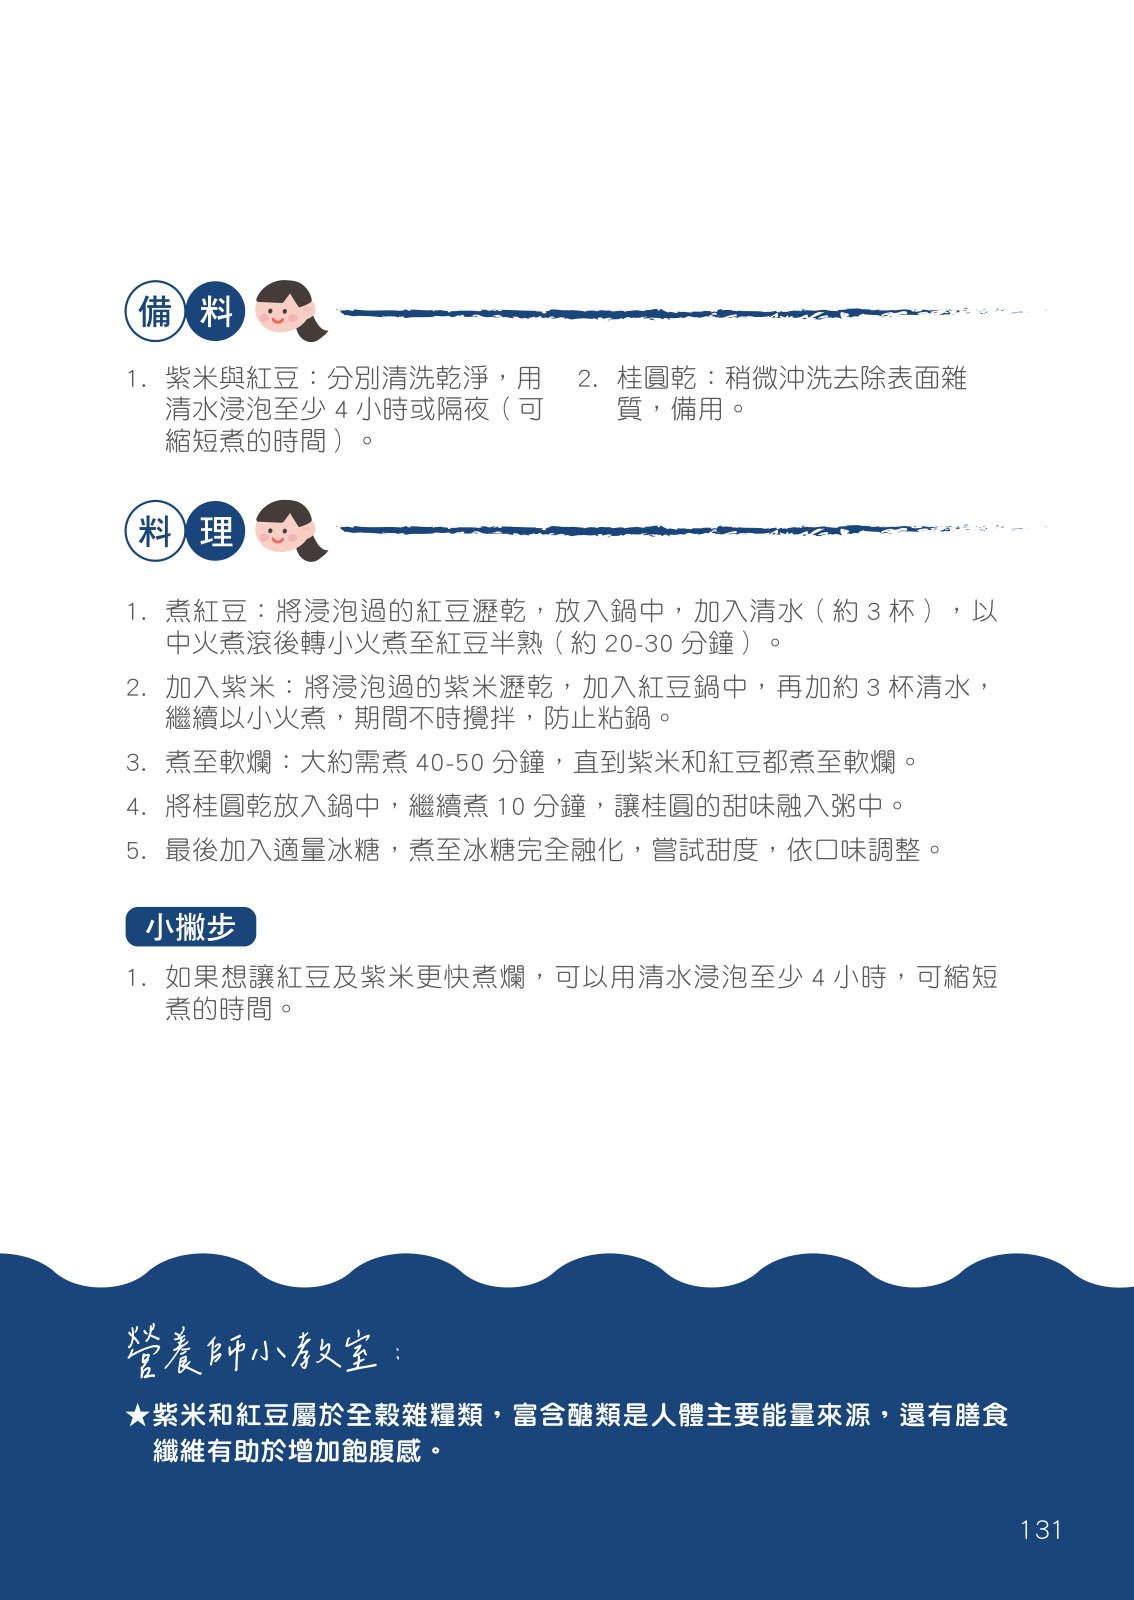 備料
1. 紫米與紅豆：分別清洗乾淨，用
清水浸泡至少 4 小時或隔夜（可
縮短煮的時間）。
2. 桂圓乾：稍微沖洗去除表面雜
質，備用。
料理
1. 煮紅豆：將浸泡過的紅豆瀝乾，放入鍋中，加入清水（約 3 杯），以
中火煮滾後轉小火煮至紅豆半熟（約 20-30 分鐘）。
2. 加入紫米：將浸泡過的紫米瀝乾，加入紅豆鍋中，再加約 3 杯清水，
繼續以小火煮，期間不時攪拌，防止粘鍋。
3. 煮至軟爛：大約需煮 40-50 分鐘，直到紫米和紅豆都煮至軟爛。
4. 將桂圓乾放入鍋中，繼續煮 10 分鐘，讓桂圓的甜味融入粥中。
5. 最後加入適量冰糖，煮至冰糖完全融化，嘗試甜度，依口味調整。
小撇步
1. 如果想讓紅豆及紫米更快煮爛，可以用清水浸泡至少 4 小時，可縮短
煮的時間。
營養師小教室：
★紫米和紅豆屬於全穀雜糧類，富含醣類是人體主要能量來源，還有膳食
纖維有助於增加飽腹感。
131